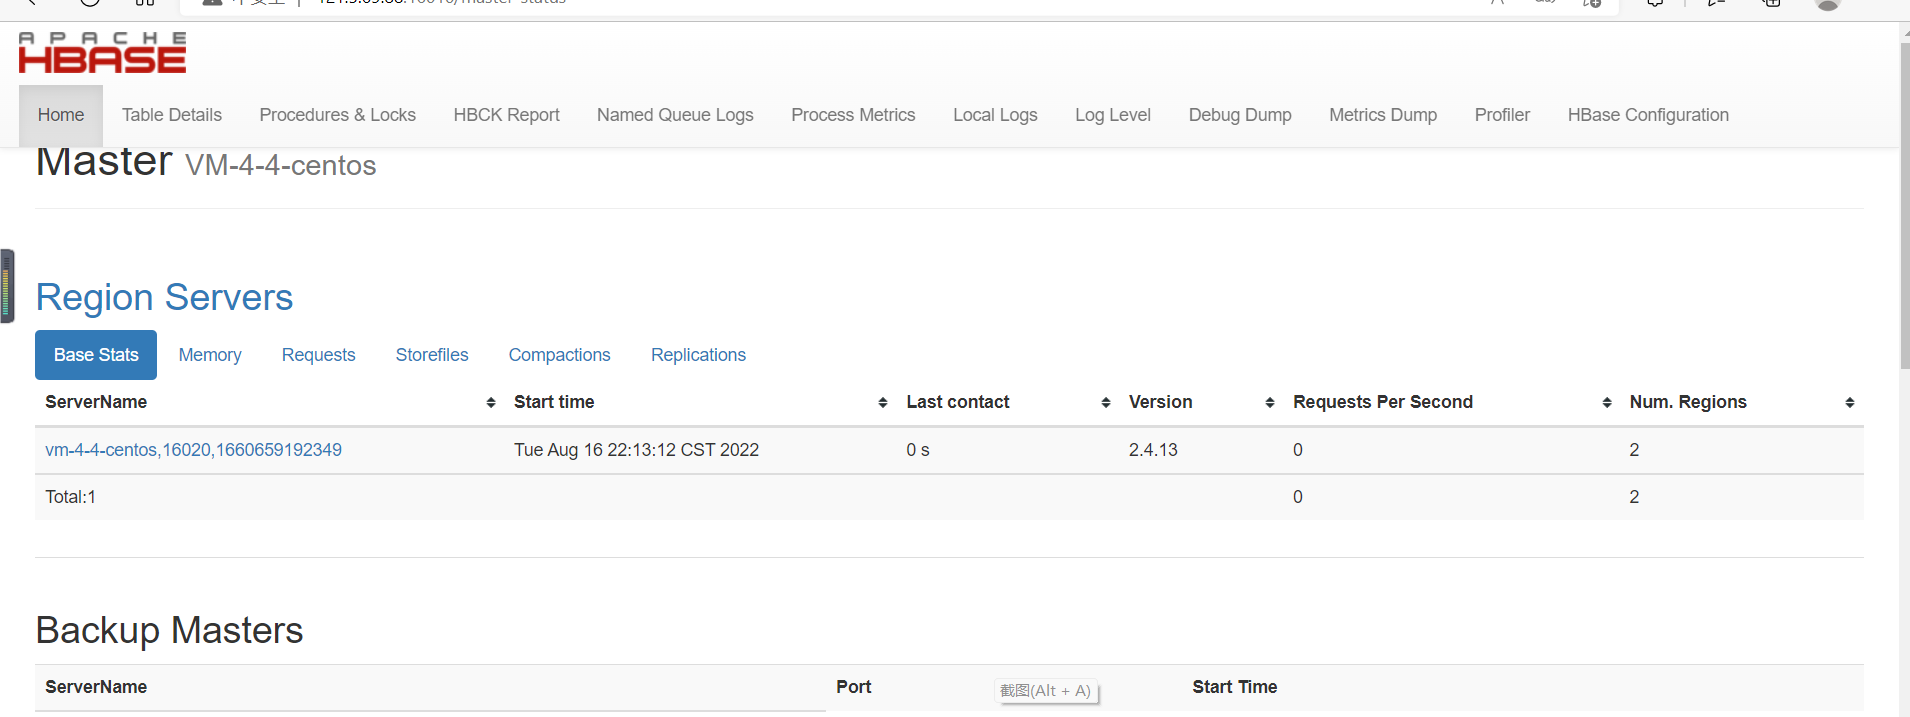 APACHE
HBASE
Home Table Details Procedures & Locks HBCK Report Named Queue Logs Process Metrics Local Logs Log Level Debug Dump Metrics Dump Profiler HBase Configuration
Master VM-4-4-centos
Region Servers
Base Stats Memory Requests Storefiles Compactions Replications
ServerName Start time Last contact Version Requests Per Second Num. Regions
vm-4-4-centos,16020,1660659192349 Tue Aug 16 22:13:12 CST 2022 0 s 2.4.13 0 2
Total:1 0 2
Backup Masters
ServerName Port Start Time
截图(Alt + A)